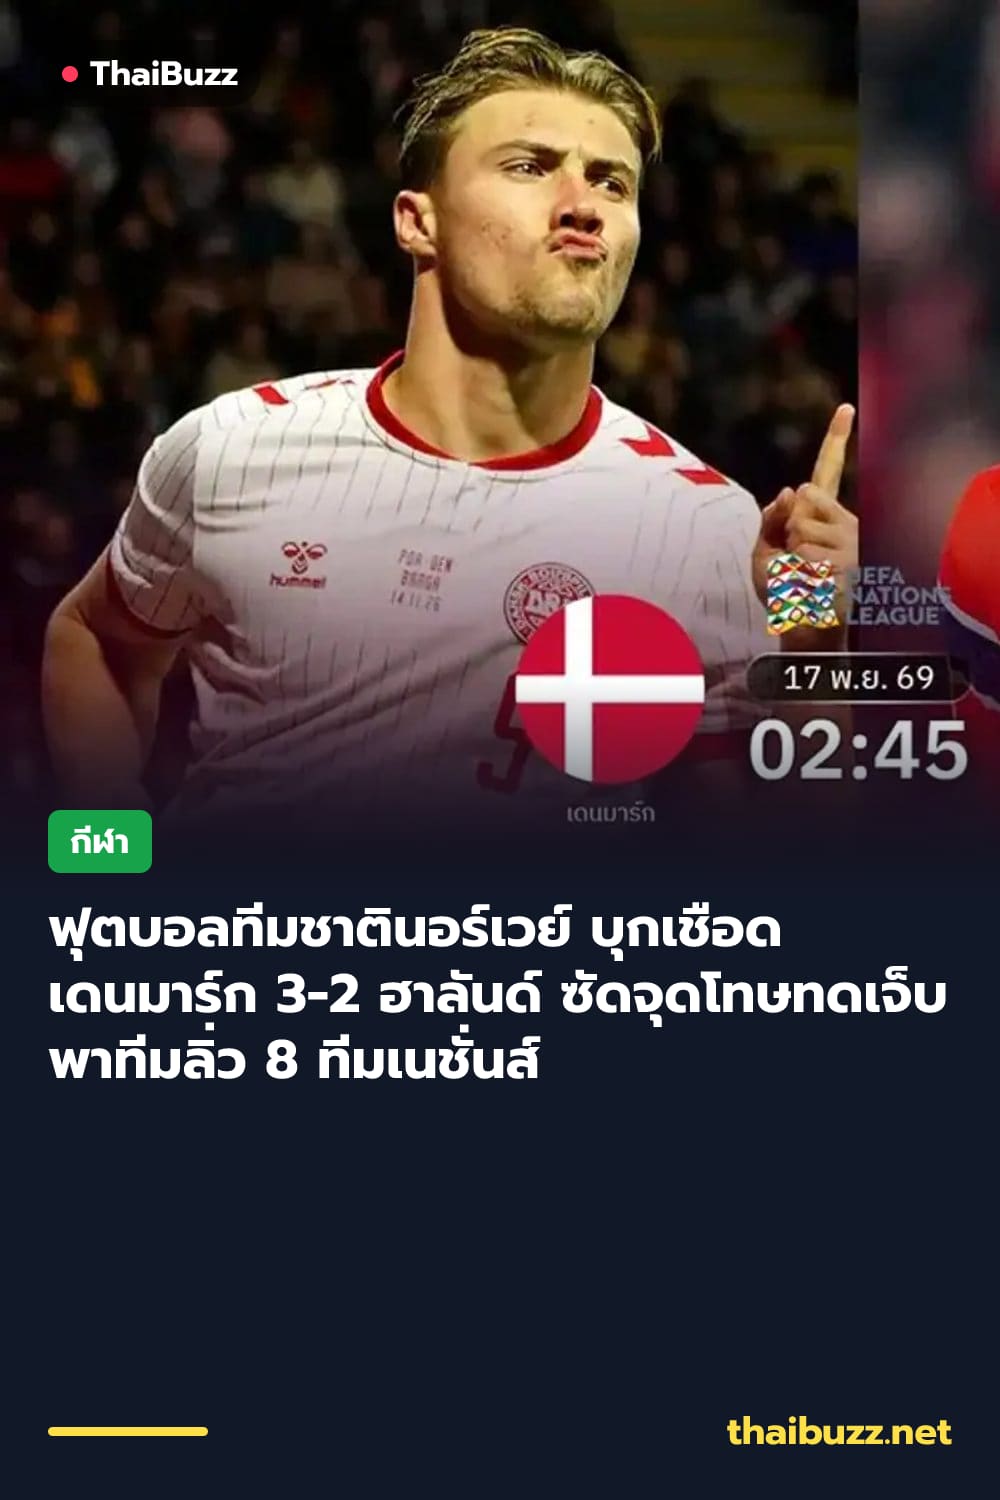 ThaiBuzz
hummel
POR-DEN
BRAGA
14.11.26
UEFA
NATIONS
LEAGUE
17 พ.ย. 69
02:45
เดนมาร์ก
กีฬา
ฟุตบอลทีมชาตินอร์เวย์ บุกเชือด
เดนมาร์ก 3-2 ฮาลันด์ ซัดจุดโทษทดเจ็บ
พาทีมลิ่ว 8 ทีมเนชั่นส์
thaibuzz.net